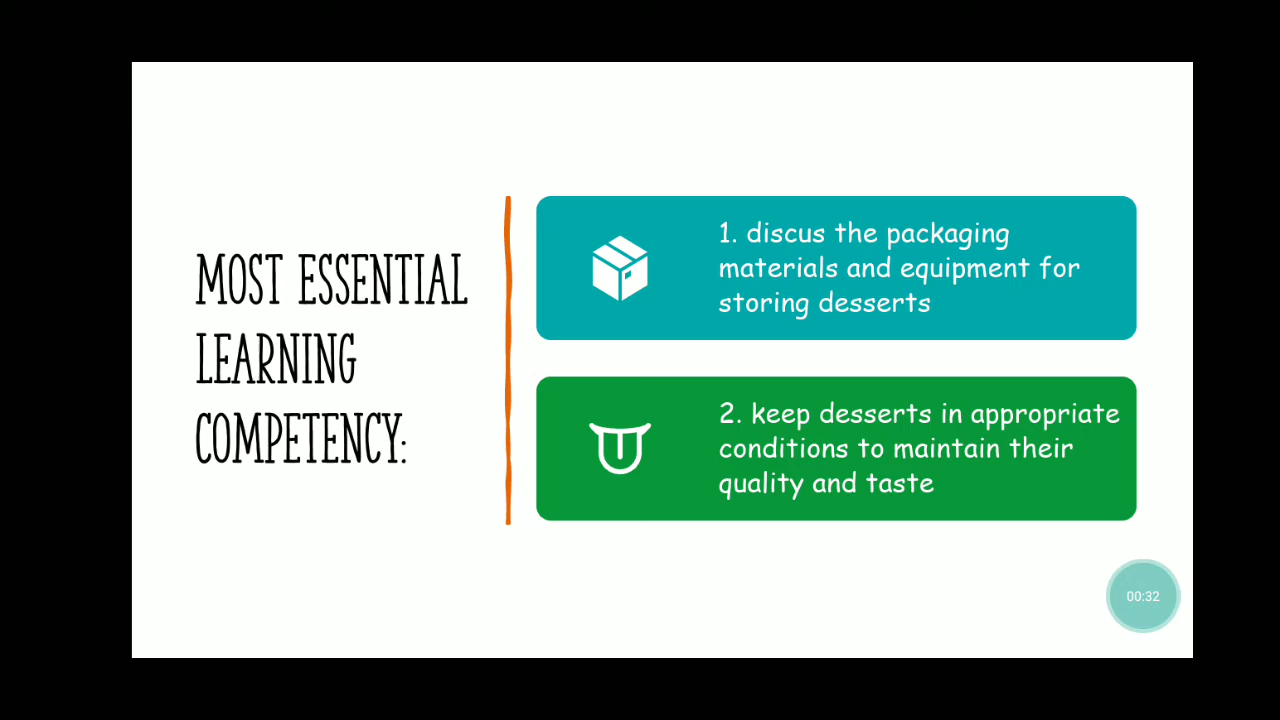 MOST ESSENTIAL
LEARNING
COMPETENCY:
1. discus the packaging
materials and equipment for
storing desserts
2. keep desserts in appropriate
conditions to maintain their
quality and taste
00:32